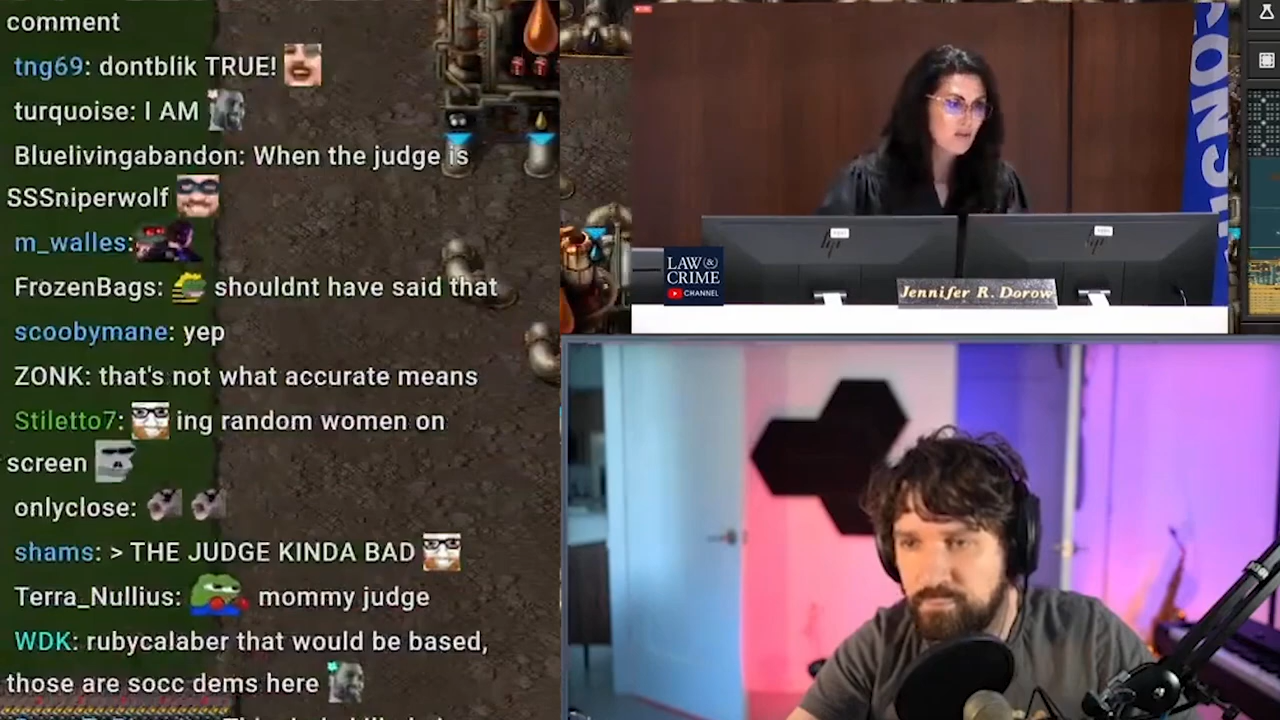 comment
tng69: dontblik TRUE!
turquoise: I AM
Bluelivingabandon: When the judge is
SSSniperwolf
m_walles:
FrozenBags: shouldnt have said that
scoobymane: yep
ZONK: that's not what accurate means
Stiletto7: ing random women on
screen
onlyclose:
shams: > THE JUDGE KINDA BAD
Terra_Nullius: mommy judge
WDK: rubycalaber that would be based,
those are socc dems here
LAW & CRIME
CHANNEL
hp
hp
Jennifer R. Dorow
CONSIN